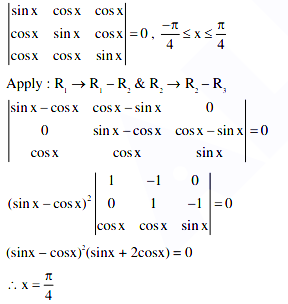 |sin x cos x cos x|
|cos x sin x cos x| = 0 , -π/4 ≤ x ≤ π/4
|cos x cos x sin x|
Apply : R₁ → R₁ – R₂ & R₂ → R₂ – R₃
|sin x – cos x cos x – sin x 0|
|0 sin x – cos x cos x – sin x| = 0
|cos x cos x sin x|
|1 –1 0|
(sin x – cos x)² |0 1 –1| = 0
|cos x cos x sin x|
(sinx – cosx)²(sinx + 2cosx) = 0
∴ x = π/4